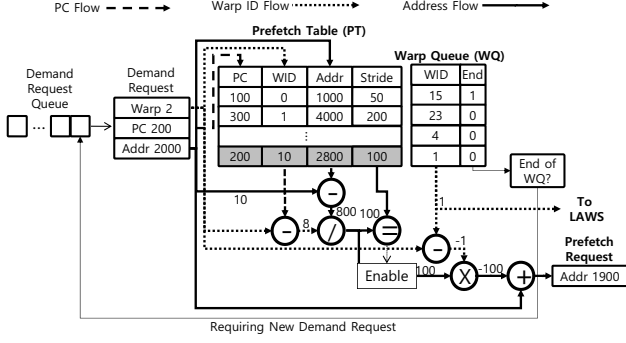 PC Flow
Warp ID Flow
Address Flow
Prefetch Table (PT)
Warp Queue (WQ)
Demand
Request
Queue
...
Demand
Request
Warp 2
PC 200
Addr 2000
PC WID Addr Stride
100 0 1000 50
300 1 4000 200
⋮
200 10 2800 100
WID End
15 1
23 0
4 0
1 0
End of
WQ?
10
-
800
100
1
To
LAWS
-
8
/
=
-
-1
Prefetch
Request
Enable
100
X
-100
+
Addr 1900
Requiring New Demand Request